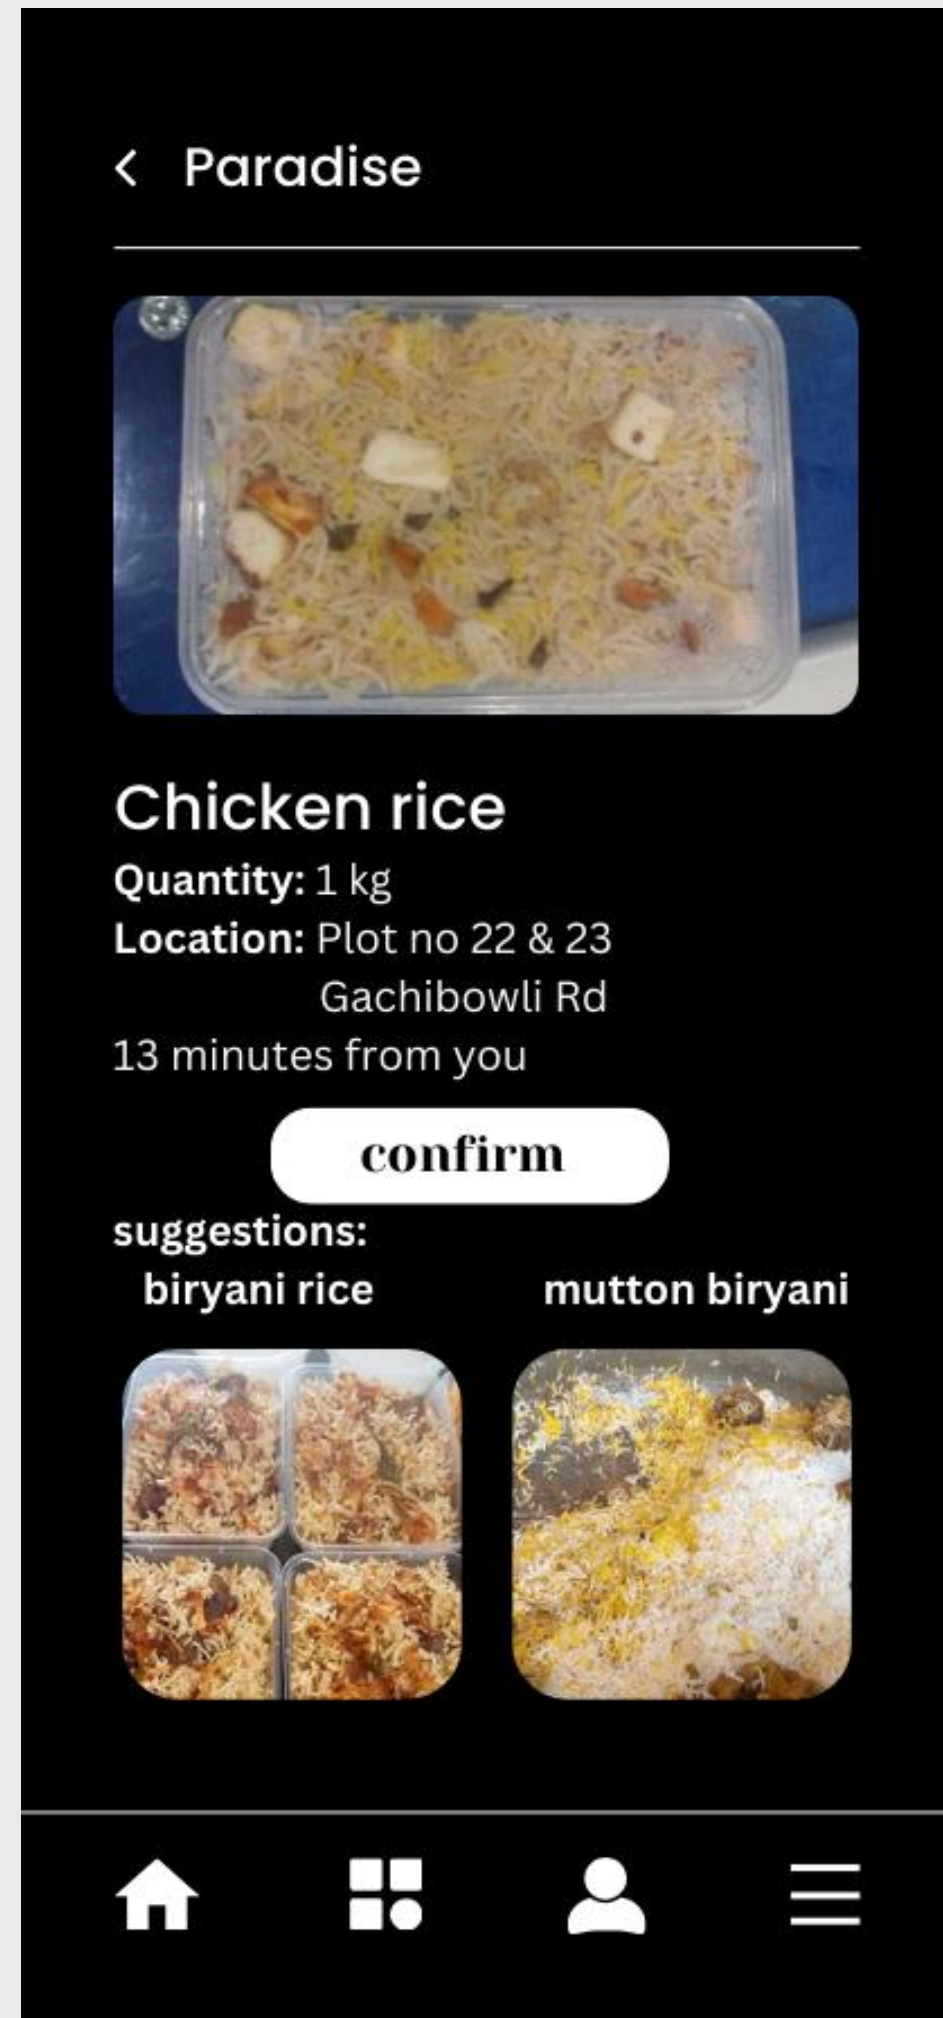 Paradise
Chicken rice
Quantity: 1 kg
Location: Plot no 22 & 23
Gachibowli Rd
13 minutes from you
confirm
suggestions:
biryani rice mutton biryani